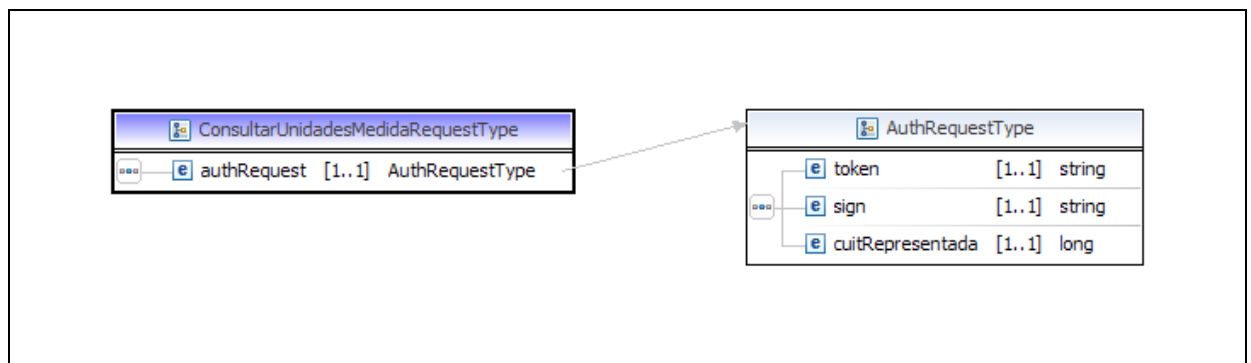 ConsultarUnidadesMedidaRequestType
e authRequest [1..1] AuthRequestType
AuthRequestType
e token [1..1] string
e sign [1..1] string
e cuitRepresentada [1..1] long